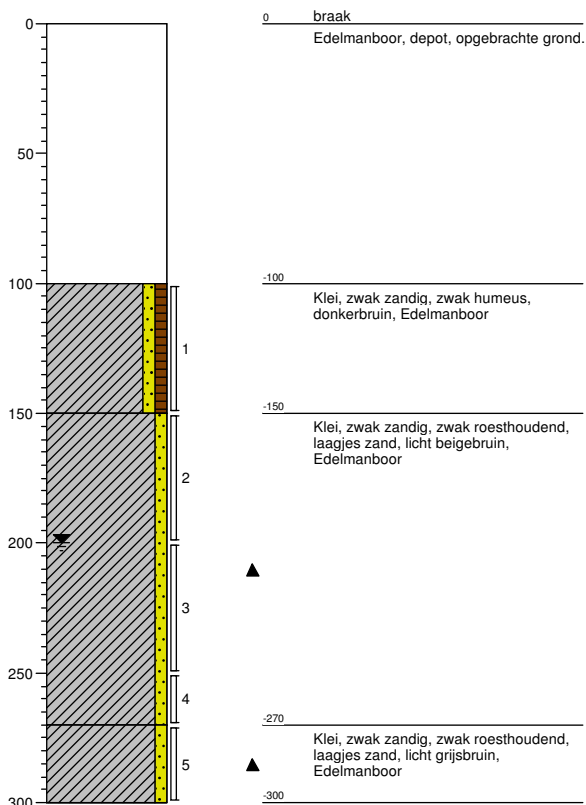 0
50
100
150
200
250
300
1
2
3
4
5
0
braak
Edelmanboor, depot, opgebrachte grond.
-100
Klei, zwak zandig, zwak humeus,
donkerbruin, Edelmanboor
-150
Klei, zwak zandig, zwak roesthoudend,
laagjes zand, licht beigebruin,
Edelmanboor
-270
Klei, zwak zandig, zwak roesthoudend,
laagjes zand, licht grijsbruin,
Edelmanboor
-300